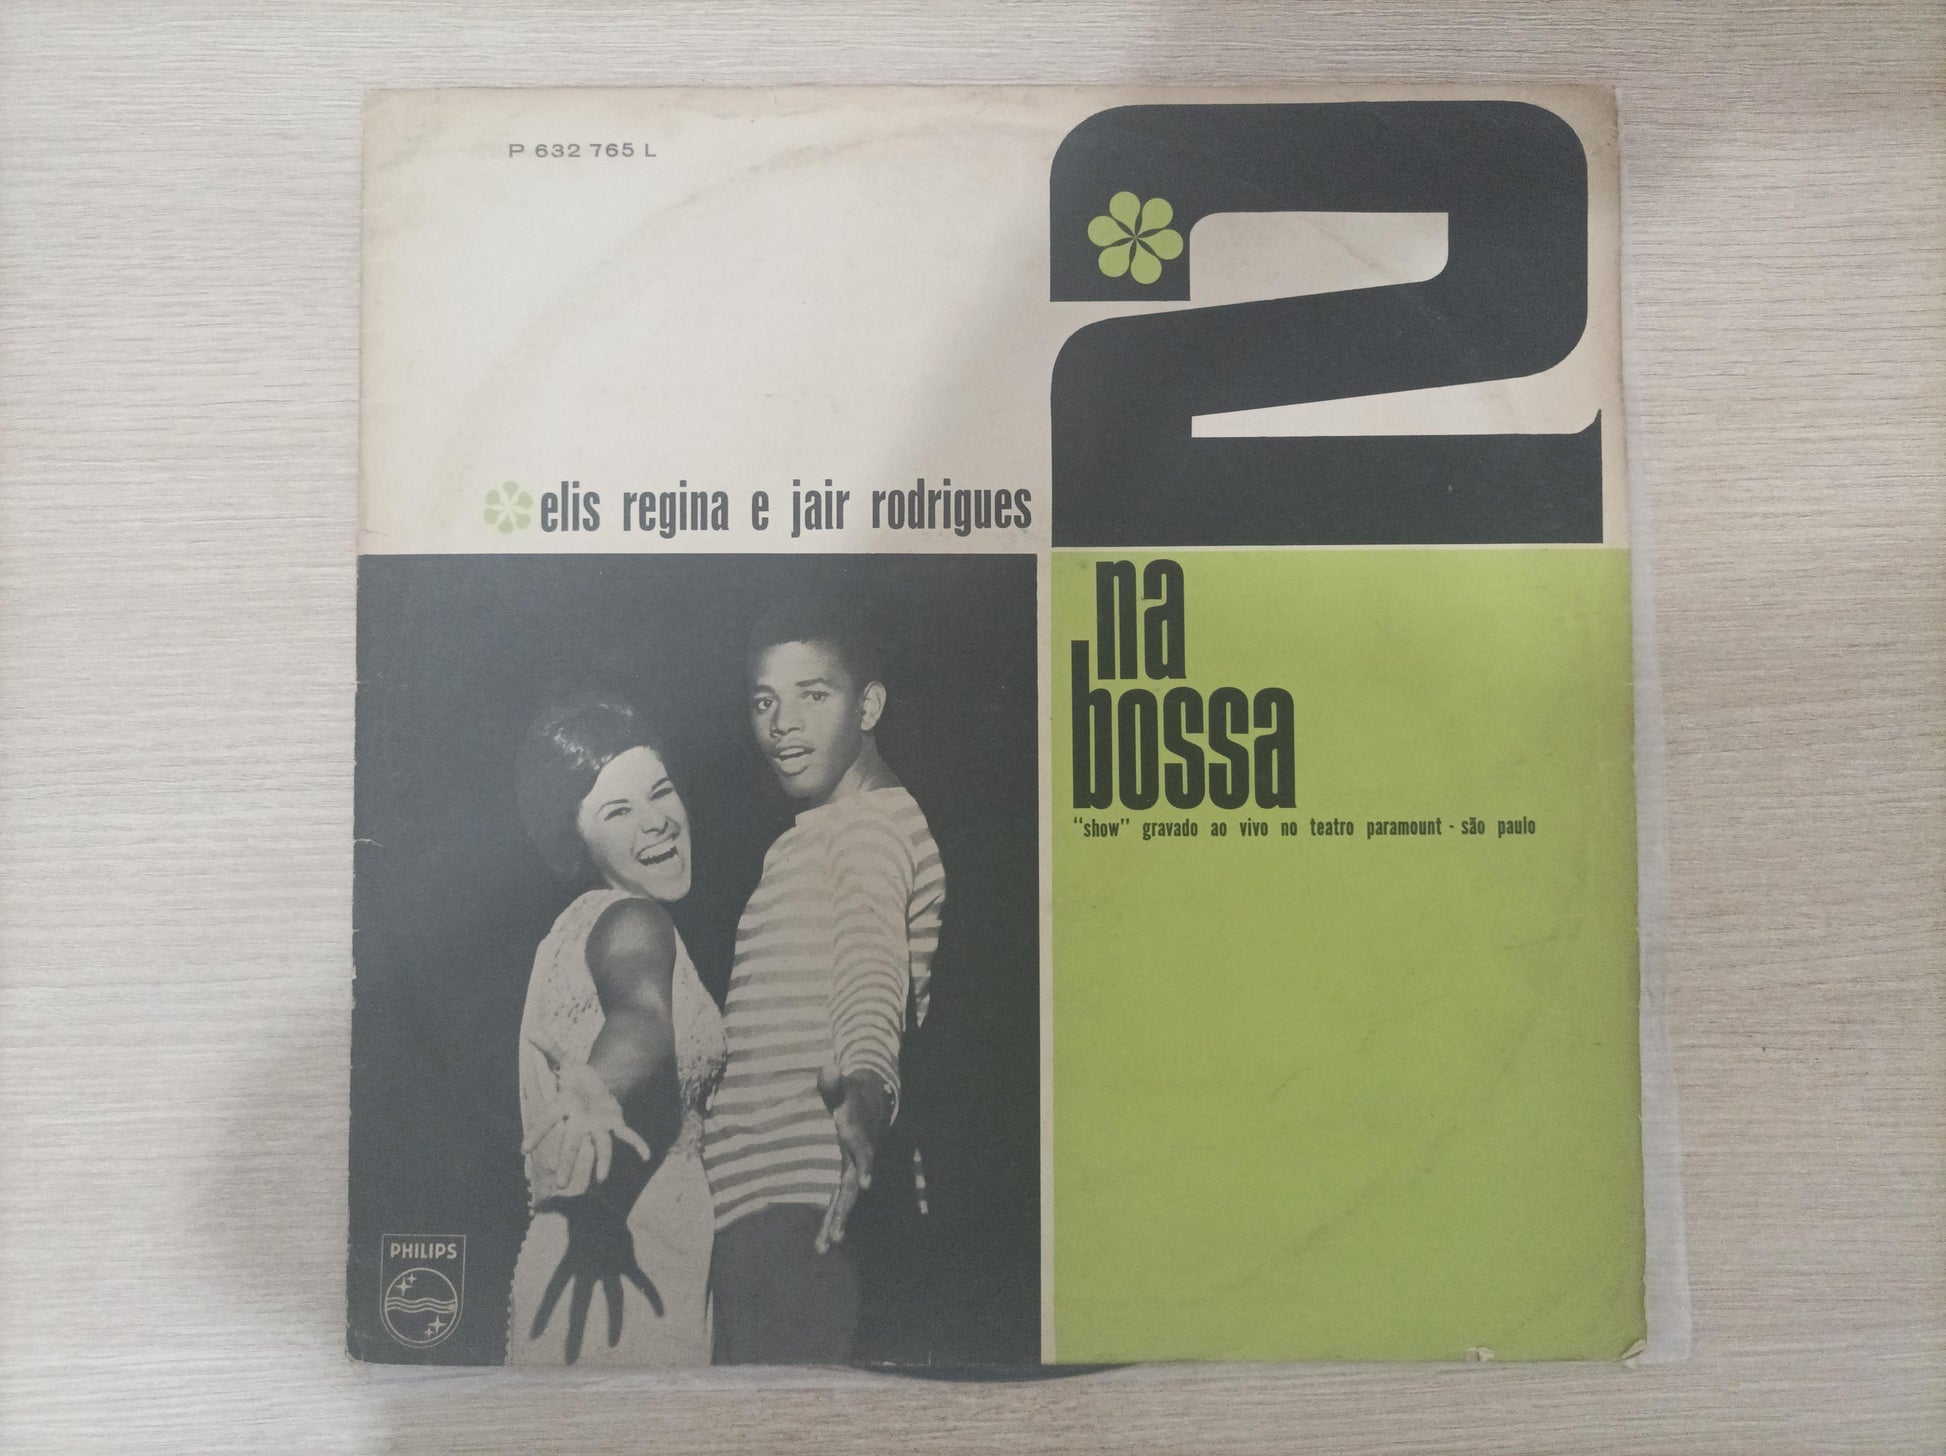 P 632 765 L
2
elis regina e jair rodrigues
na
bossa
"show" gravado ao vivo no teatro paramount - são paulo
PHILIPS